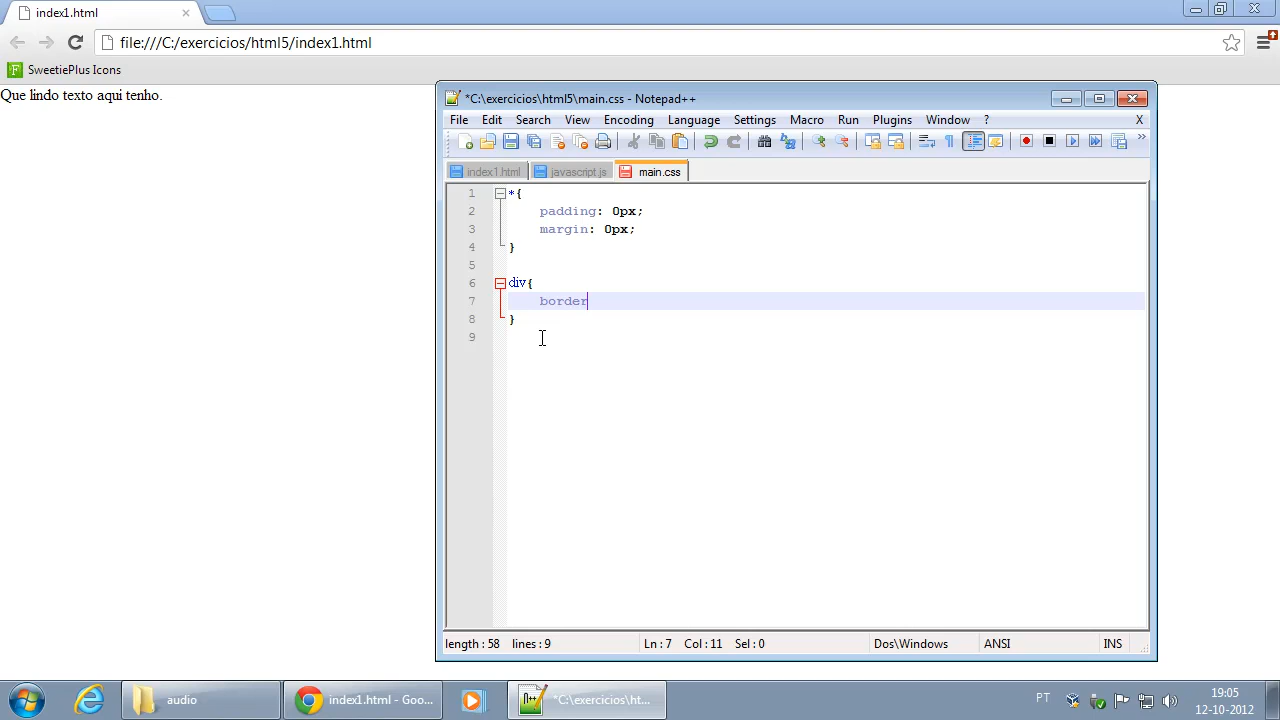 index1.html
file:///C:/exercicios/html5/index1.html
SweetiePlus Icons
Que lindo texto aqui tenho.
*C:\exercicios\html5\main.css - Notepad++
File Edit Search View Encoding Language Settings Macro Run Plugins Window ? X
index1.html javascript.js main.css
1 *{
2 padding: 0px;
3 margin: 0px;
4 }
5
6 div{
7 border
8 }
9
length : 58 lines : 9 Ln : 7 Col : 11 Sel : 0 Dos\Windows ANSI INS
audio index1.html - Goo... *C:\exercicios\ht... PT 19:05
12-10-2012